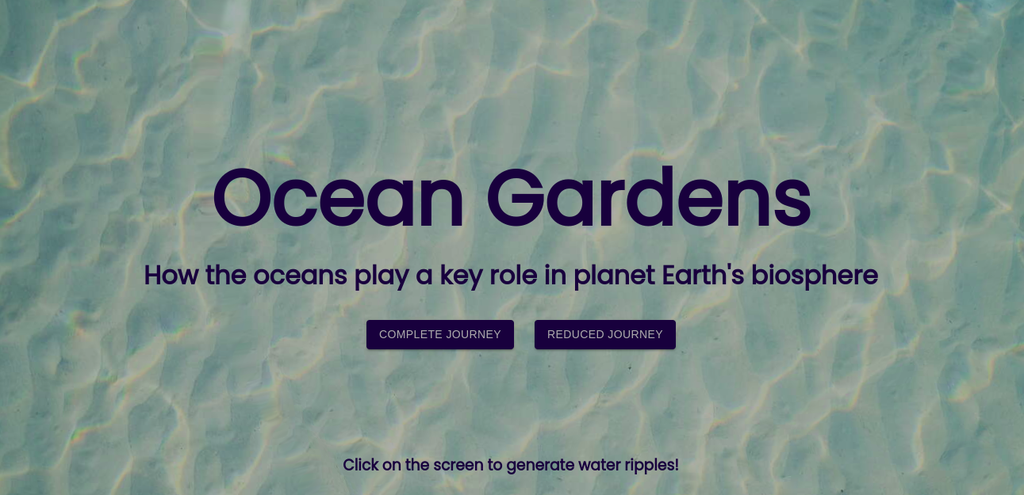 Ocean Gardens
How the oceans play a key role in planet Earth's biosphere
COMPLETE JOURNEY
REDUCED JOURNEY
Click on the screen to generate water ripples!